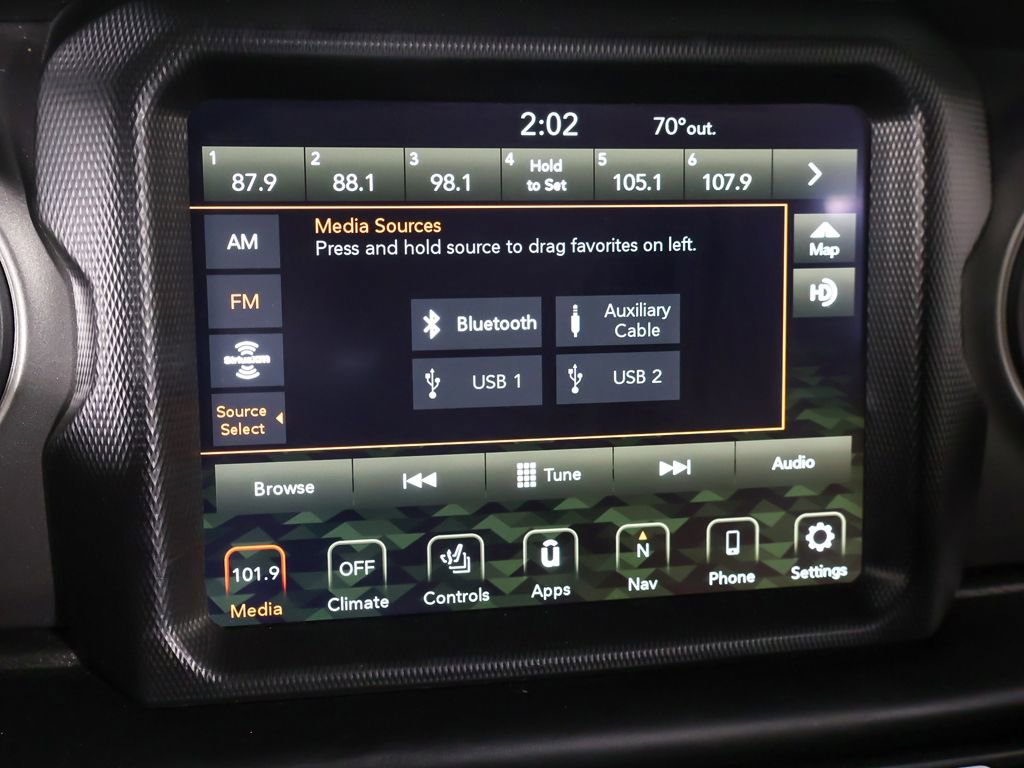 2:02 70°out.
1 2 3 4 5 6
87.9 88.1 98.1 Hold to Set 105.1 107.9
Media Sources
Press and hold source to drag favorites on left.
AM
FM
SiriusXM
Source
Select
Bluetooth
Auxiliary
Cable
USB 1
USB 2
Map
HD
Browse Tune Audio
101.9 OFF N
Media Climate Controls Apps Nav Phone Settings